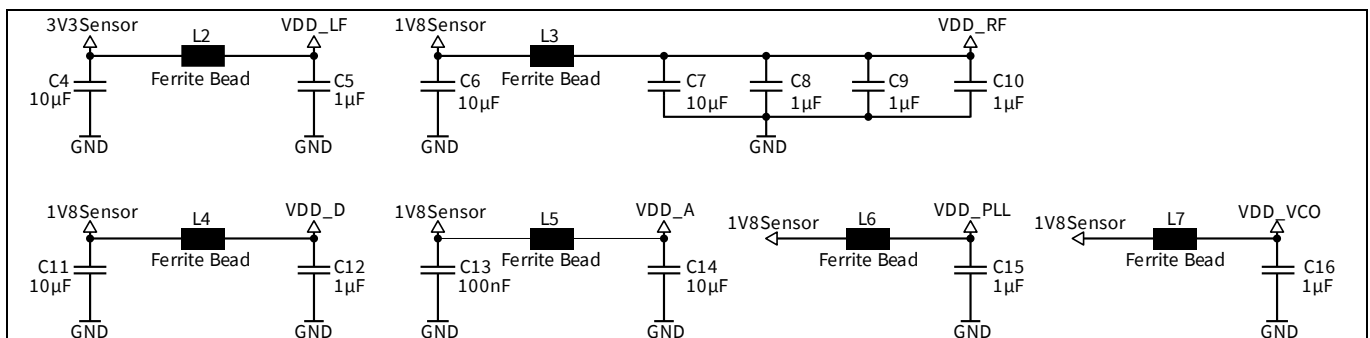 3V3Sensor L2 VDD_LF 1V8Sensor L3 VDD_RF
C4 Ferrite Bead C5 C6 Ferrite Bead C7 C8 C9 C10
10µF 1µF 10µF 10µF 1µF 1µF 1µF
GND GND GND GND
1V8Sensor L4 VDD_D 1V8Sensor L5 VDD_A 1V8Sensor L6 VDD_PLL 1V8Sensor L7 VDD_VCO
Ferrite Bead Ferrite Bead Ferrite Bead Ferrite Bead
C11 C12 C13 C14 C15 C16
10µF 1µF 100nF 10µF 1µF 1µF
GND GND GND GND GND GND